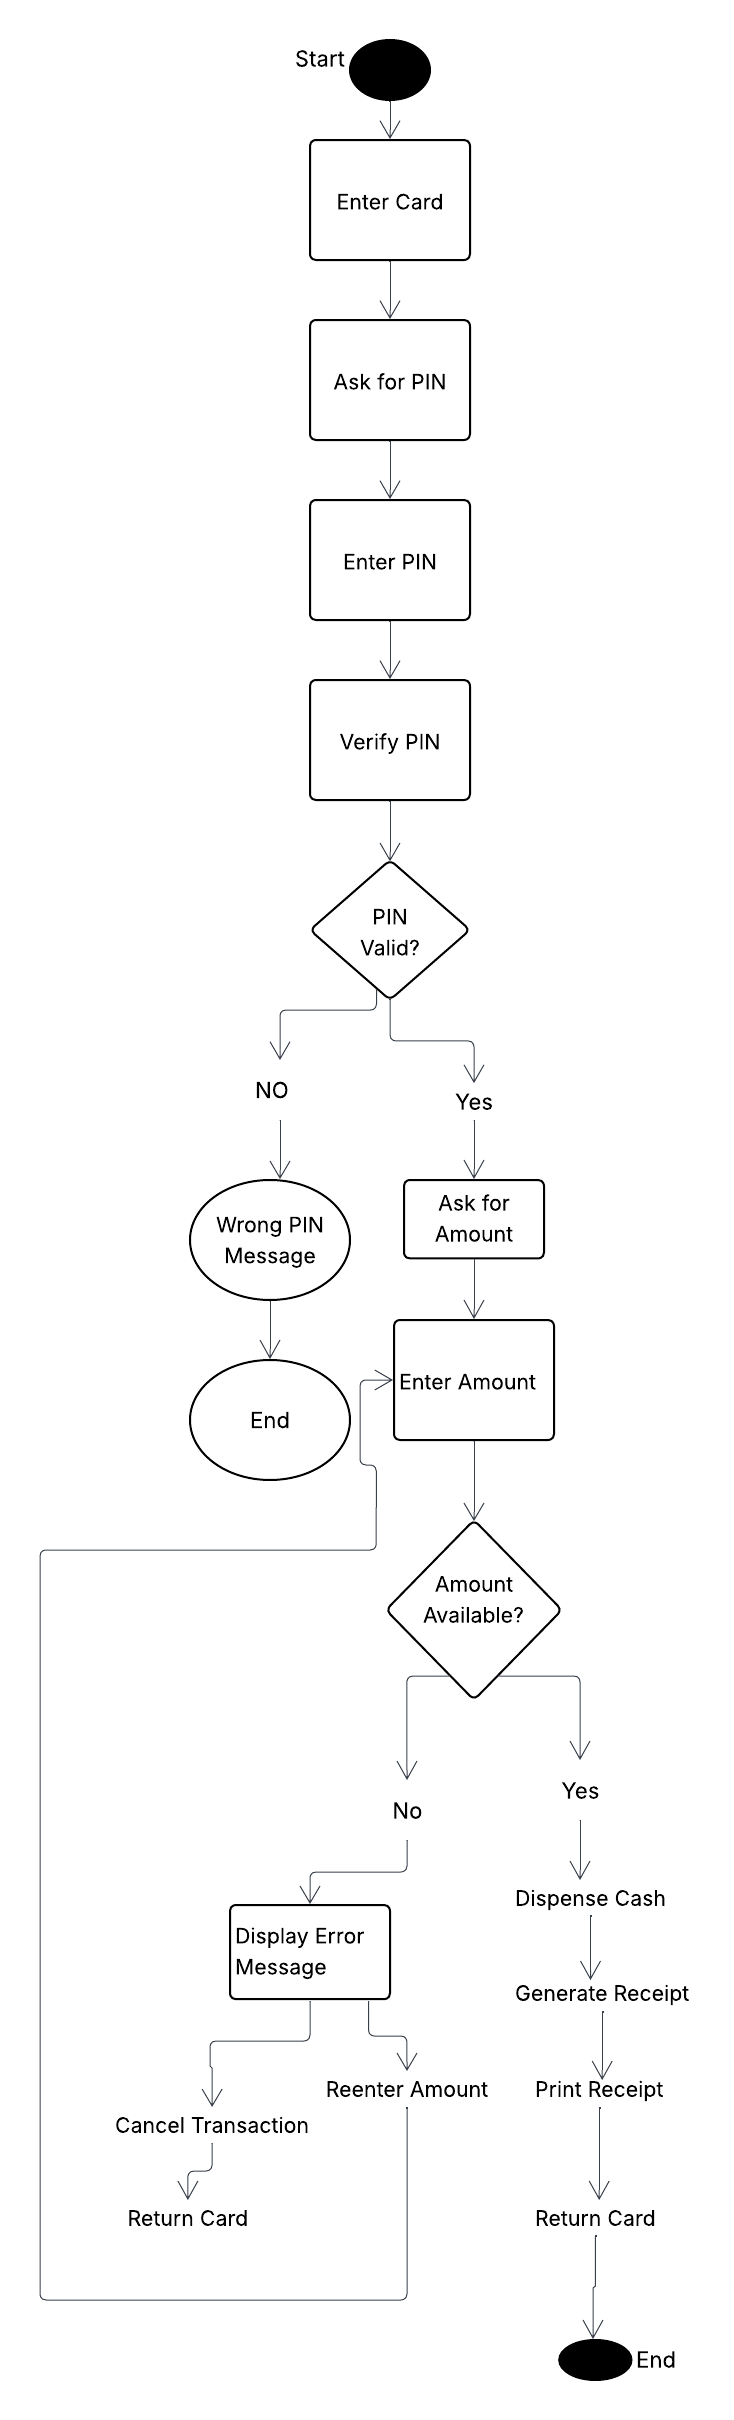 Start
Enter Card
Ask for PIN
Enter PIN
Verify PIN
PIN
Valid?
NO
Yes
Wrong PIN
Message
Ask for
Amount
End
Enter Amount
Amount
Available?
No
Yes
Display Error
Message
Dispense Cash
Generate Receipt
Reenter Amount
Print Receipt
Cancel Transaction
Return Card
Return Card
End